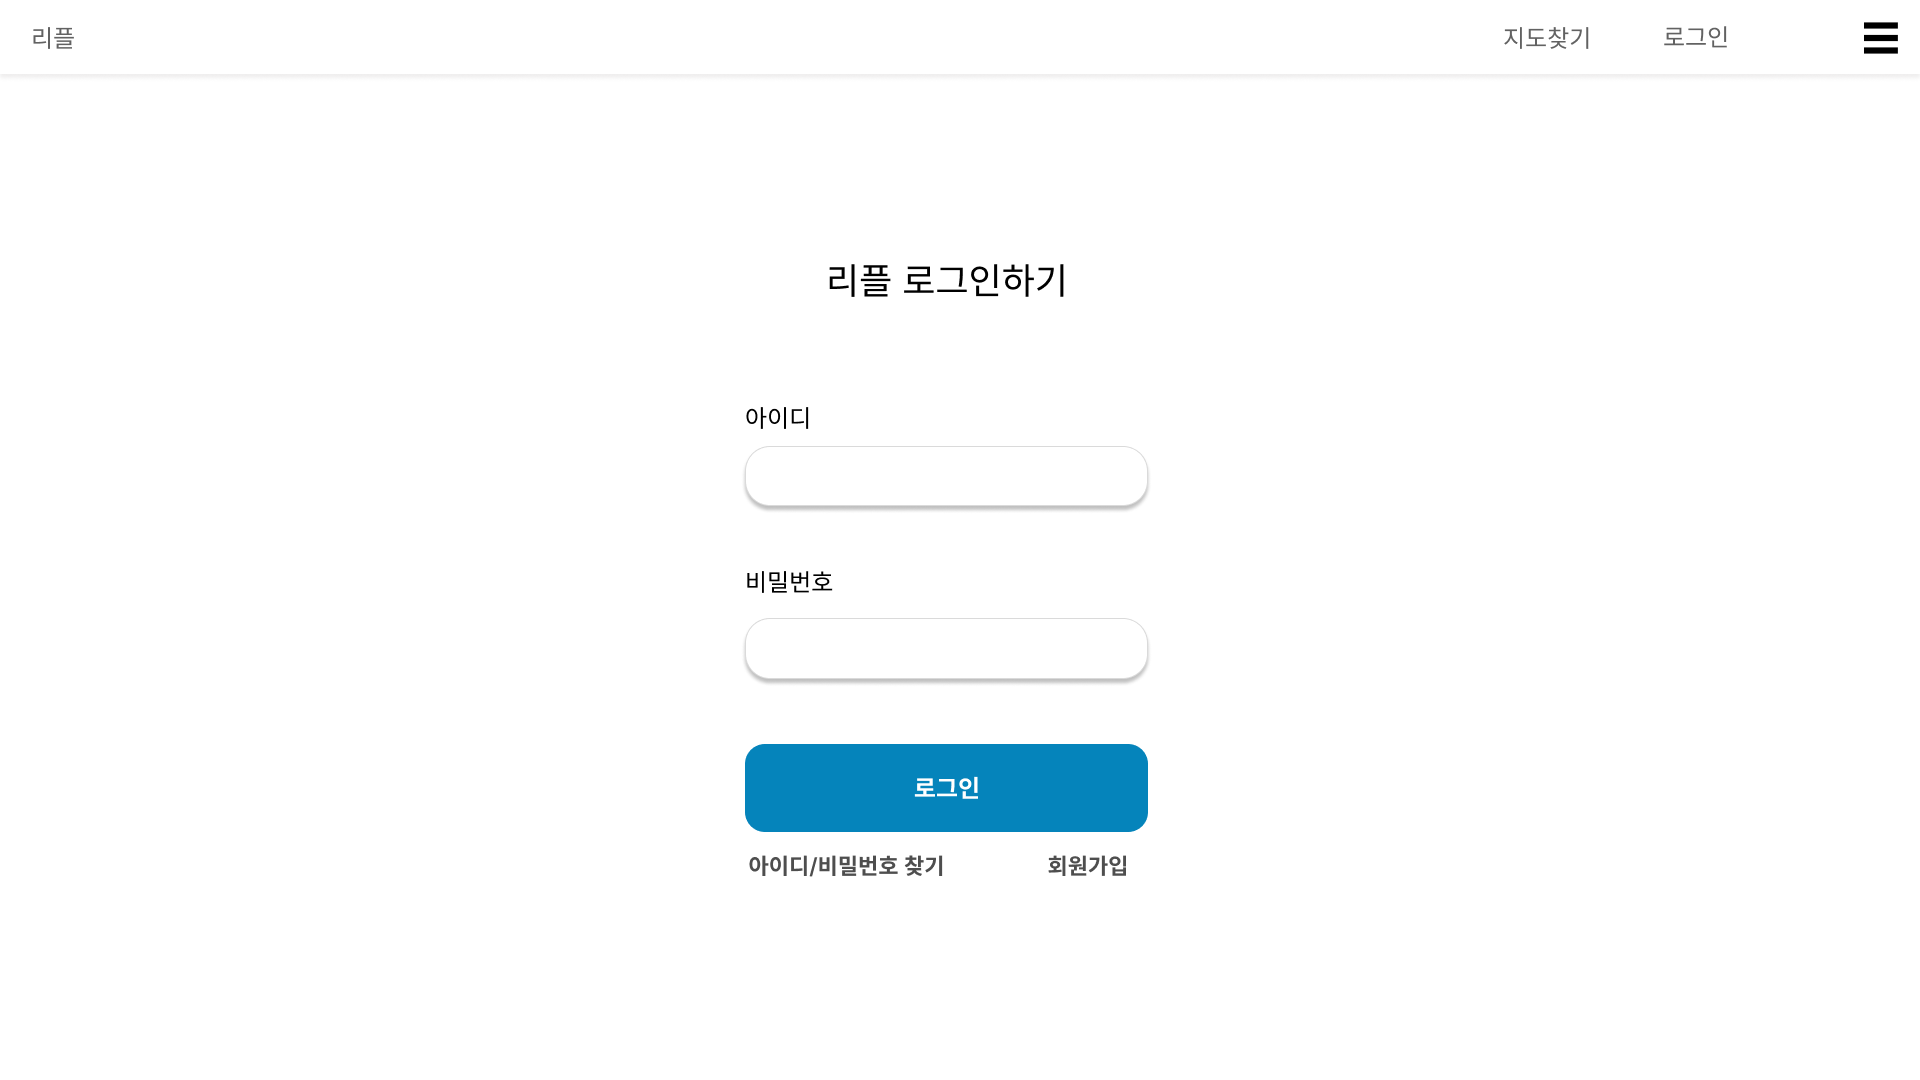 리플
지도찾기
로그인
리플 로그인하기
아이디
비밀번호
로그인
아이디/비밀번호 찾기
회원가입